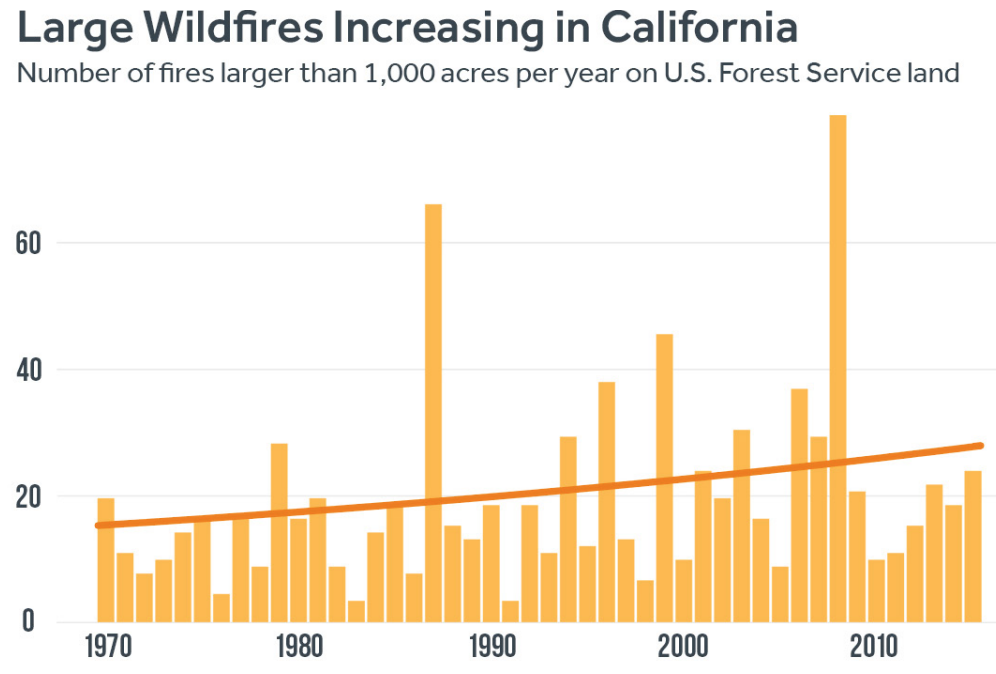 Large Wildfires Increasing in California
Number of fires larger than 1,000 acres per year on U.S. Forest Service land
60
40
20
0
1970 1980 1990 2000 2010